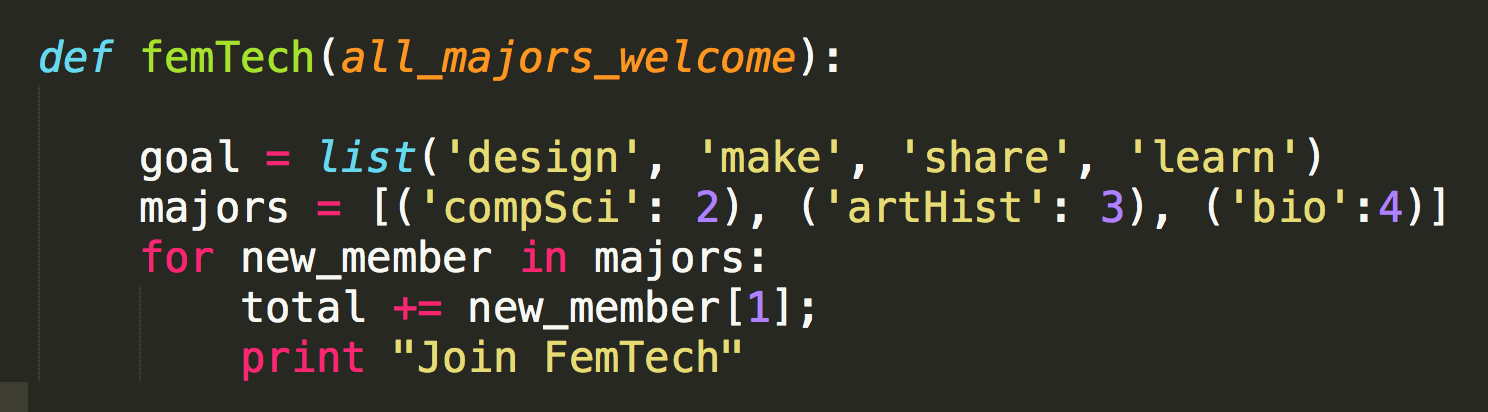 def femTech(all_majors_welcome):
goal = list('design', 'make', 'share', 'learn')
majors = [('compSci': 2), ('artHist': 3), ('bio':4)]
for new_member in majors:
total += new_member[1];
print "Join FemTech"